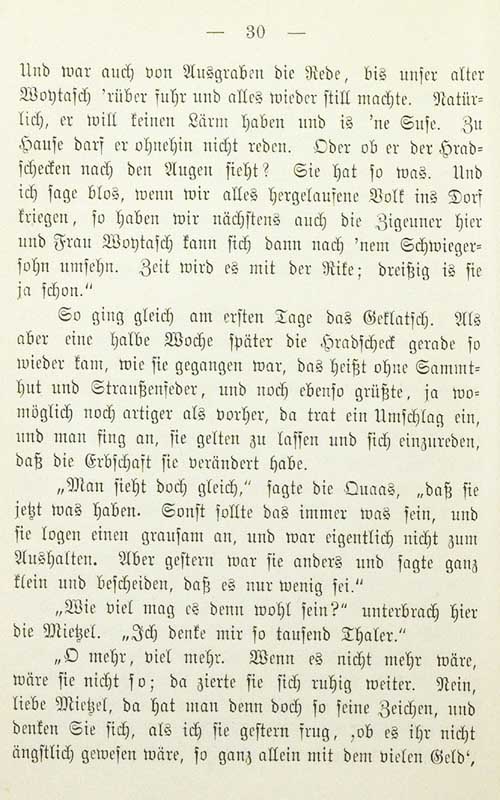 — 30 —
Und war auch von Ausgraben die Rede, bis unser alter
Woytasch 'rüber fuhr und alles wieder still machte. Natür-
lich, er will keinen Lärm haben und is 'ne Suse. Zu
Hause darf er ohnehin nicht reden. Oder ob er der Hrad-
schecken nach den Augen sieht? Sie hat so was. Und
ich sage blos, wenn wir alles hergelaufene Volk ins Dorf
kriegen, so haben wir nächstens auch die Zigeuner hier
und Frau Woytasch kann sich dann nach 'nem Schwieger-
sohn umsehn. Zeit wird es mit der Rike; dreißig is sie
ja schon.“
So ging gleich am ersten Tage das Geklatsch. Als
aber eine halbe Woche später die Hradscheck gerade so
wieder kam, wie sie gegangen war, das heißt ohne Sammt-
hut und Straußenfeder, und noch ebenso grüßte, ja wo-
möglich noch artiger als vorher, da trat ein Umschlag ein,
und man fing an, sie gelten zu lassen und sich einzureden,
daß die Erbschaft sie verändert habe.
„Man sieht doch gleich,“ sagte die Quaas, „daß sie
jetzt was haben. Sonst sollte das immer was sein, und
sie logen einen grausam an, und war eigentlich nicht zum
Aushalten. Aber gestern war sie anders und sagte ganz
klein und bescheiden, daß es nur wenig sei.“
„Wie viel mag es denn wohl sein?“ unterbrach hier
die Mietzel. „Ich denke mir so tausend Thaler.“
„O mehr, viel mehr. Wenn es nicht mehr wäre,
wäre sie nicht so; da zierte sie sich ruhig weiter. Nein,
liebe Mietzel, da hat man denn doch so seine Zeichen, und
denken Sie sich, als ich sie gestern frug, ‚ob es ihr nicht
ängstlich gewesen wäre, so ganz allein mit dem vielen Geld‘,